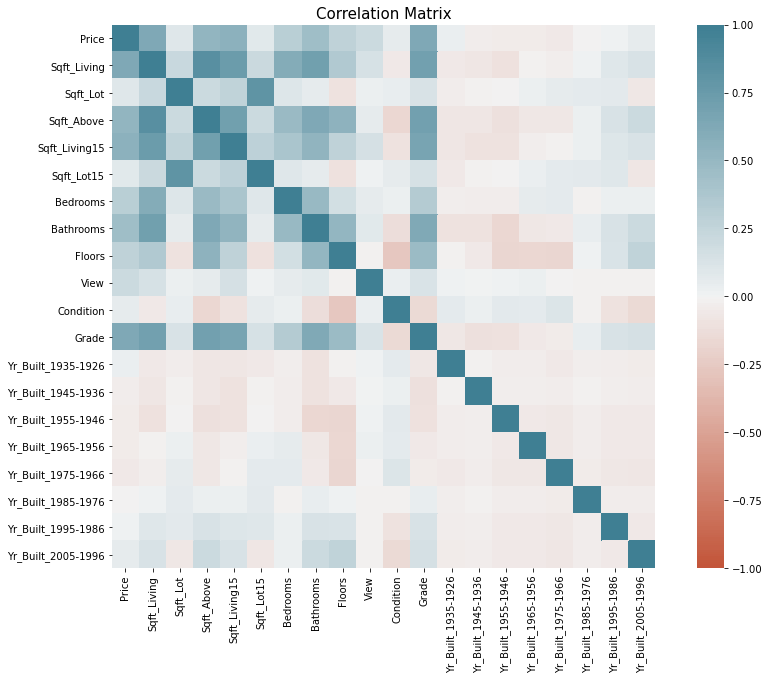 Correlation Matrix
Price
Sqft_Living
Sqft_Lot
Sqft_Above
Sqft_Living15
Sqft_Lot15
Bedrooms
Bathrooms
Floors
View
Condition
Grade
Yr_Built_1935-1926
Yr_Built_1945-1936
Yr_Built_1955-1946
Yr_Built_1965-1956
Yr_Built_1975-1966
Yr_Built_1985-1976
Yr_Built_1995-1986
Yr_Built_2005-1996
Price
Sqft_Living
Sqft_Lot
Sqft_Above
Sqft_Living15
Sqft_Lot15
Bedrooms
Bathrooms
Floors
View
Condition
Grade
Yr_Built_1935-1926
Yr_Built_1945-1936
Yr_Built_1955-1946
Yr_Built_1965-1956
Yr_Built_1975-1966
Yr_Built_1985-1976
Yr_Built_1995-1986
Yr_Built_2005-1996
1.00
0.75
0.50
0.25
0.00
−0.25
−0.50
−0.75
−1.00